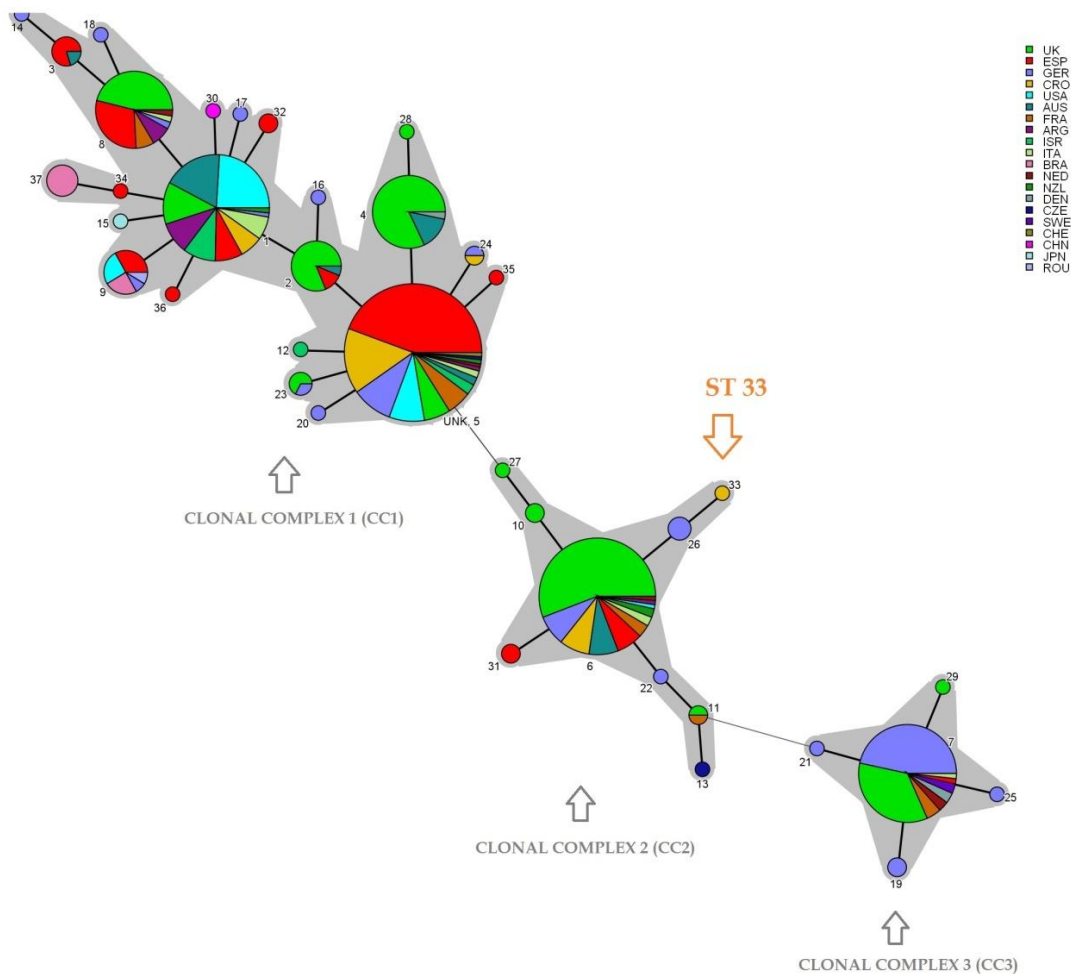 14
18
3
8
30
17
32
28
37
34
15
1
16
4
24
35
9
36
2
12
23
20
UNK, 5
UK
ESP
GER
CRO
USA
AUS
FRA
ARG
ISR
ITA
BRA
NED
NZL
DEN
CZE
SWE
CHE
CHN
JPN
ROU
ST 33
27
33
CLONAL COMPLEX 1 (CC1)
10
26
31
6
22
11
29
7
21
13
25
CLONAL COMPLEX 2 (CC2)
19
CLONAL COMPLEX 3 (CC3)